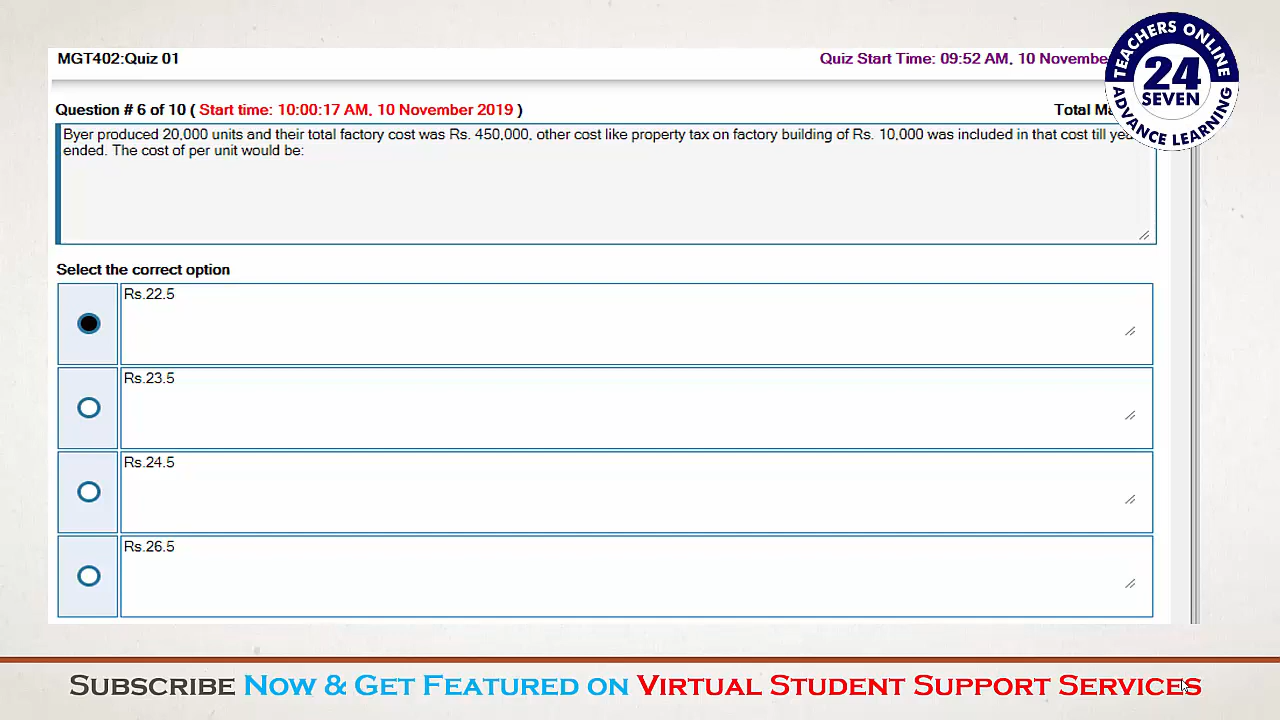 MGT402:Quiz 01
Quiz Start Time: 09:52 AM, 10 Novembe
TEACHERS ONLINE
24
SEVEN
ADVANCE LEARNING
Question # 6 of 10 ( Start time: 10:00:17 AM, 10 November 2019 )
Total M
Byer produced 20,000 units and their total factory cost was Rs. 450,000, other cost like property tax on factory building of Rs. 10,000 was included in that cost till
ended. The cost of per unit would be:
Select the correct option
Rs.22.5
Rs.23.5
Rs.24.5
Rs.26.5
Subscribe Now & Get Featured on Virtual Student Support Services